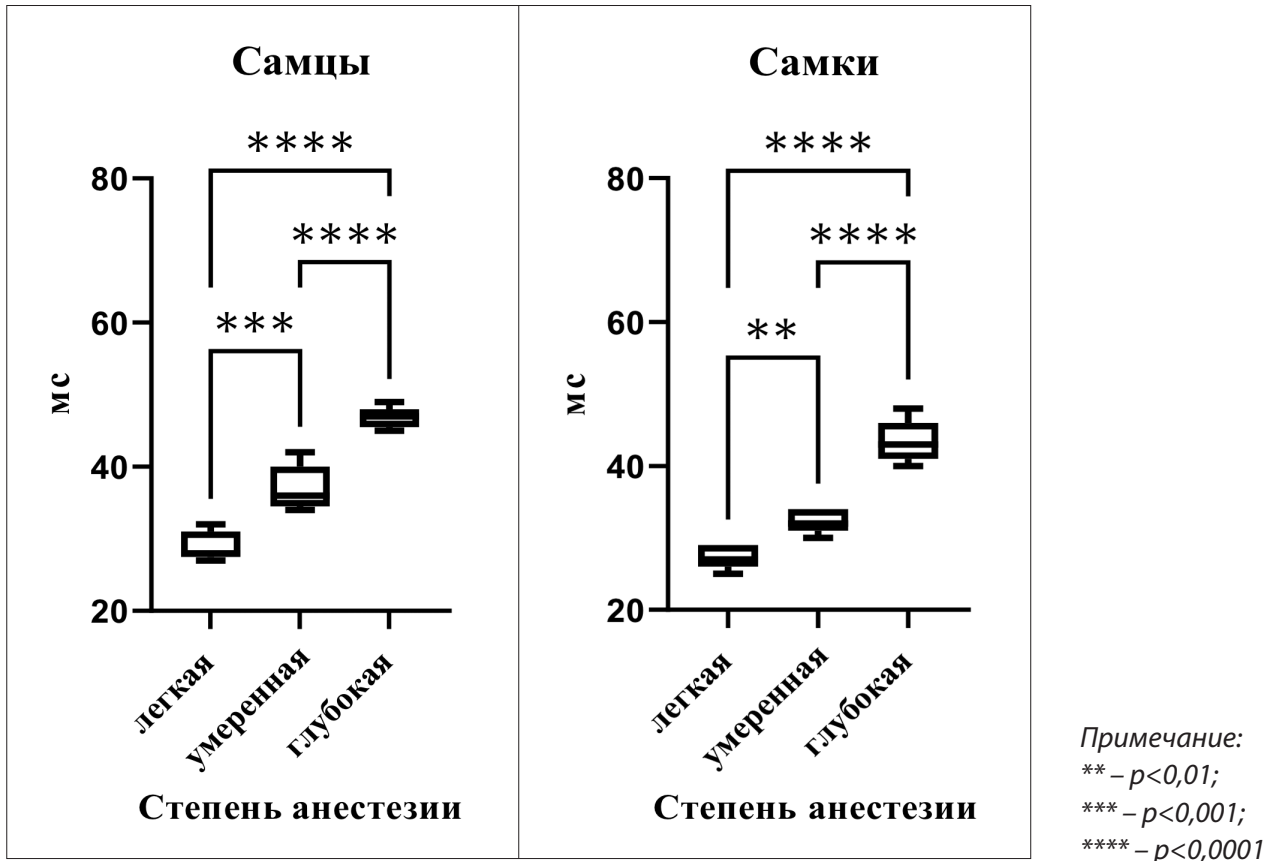 Самцы
****
80
****
60
***
мс
40
20
легкая
умеренная
глубокая
Степень анестезии
Самки
****
80
****
60
**
мс
40
20
легкая
умеренная
глубокая
Степень анестезии
Примечание:
** – p<0,01;
*** – p<0,001;
**** – p<0,0001